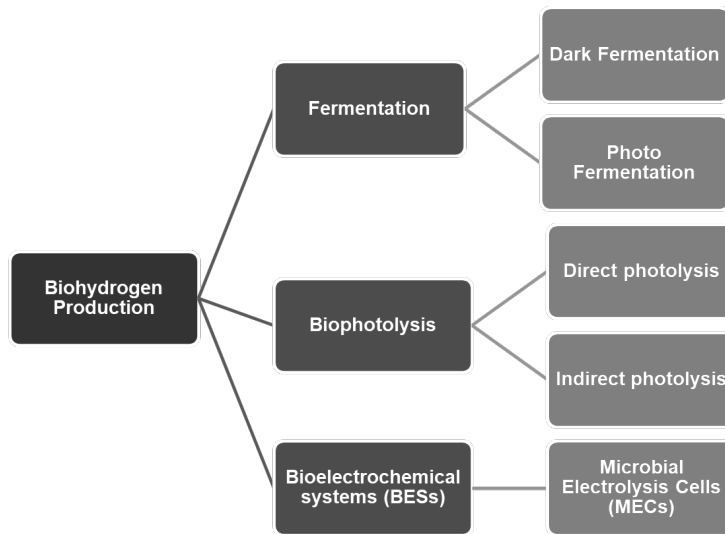 Dark Fermentation
Fermentation
Photo
Fermentation
Biohydrogen
Production
Direct photolysis
Biophotolysis
Indirect photolysis
Bioelectrochemical
systems (BESs)
Microbial
Electrolysis Cells
(MECs)